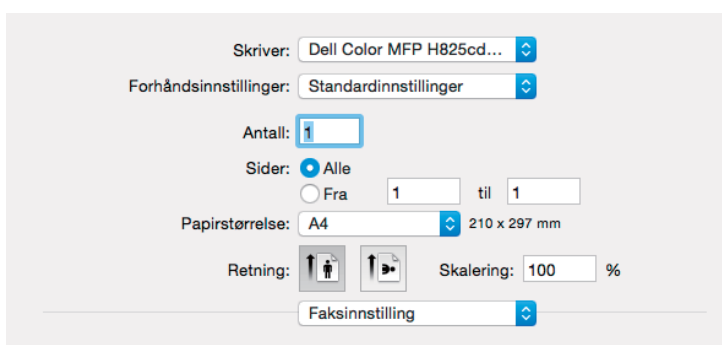 Skriver: Dell Color MFP H825cd...
Forhåndsinnstillinger: Standardinnstillinger
Antall: 1
Sider: Alle
Fra 1 til 1
Papirstørrelse: A4 210 x 297 mm
Retning: Skalering: 100 %
Faksinnstilling